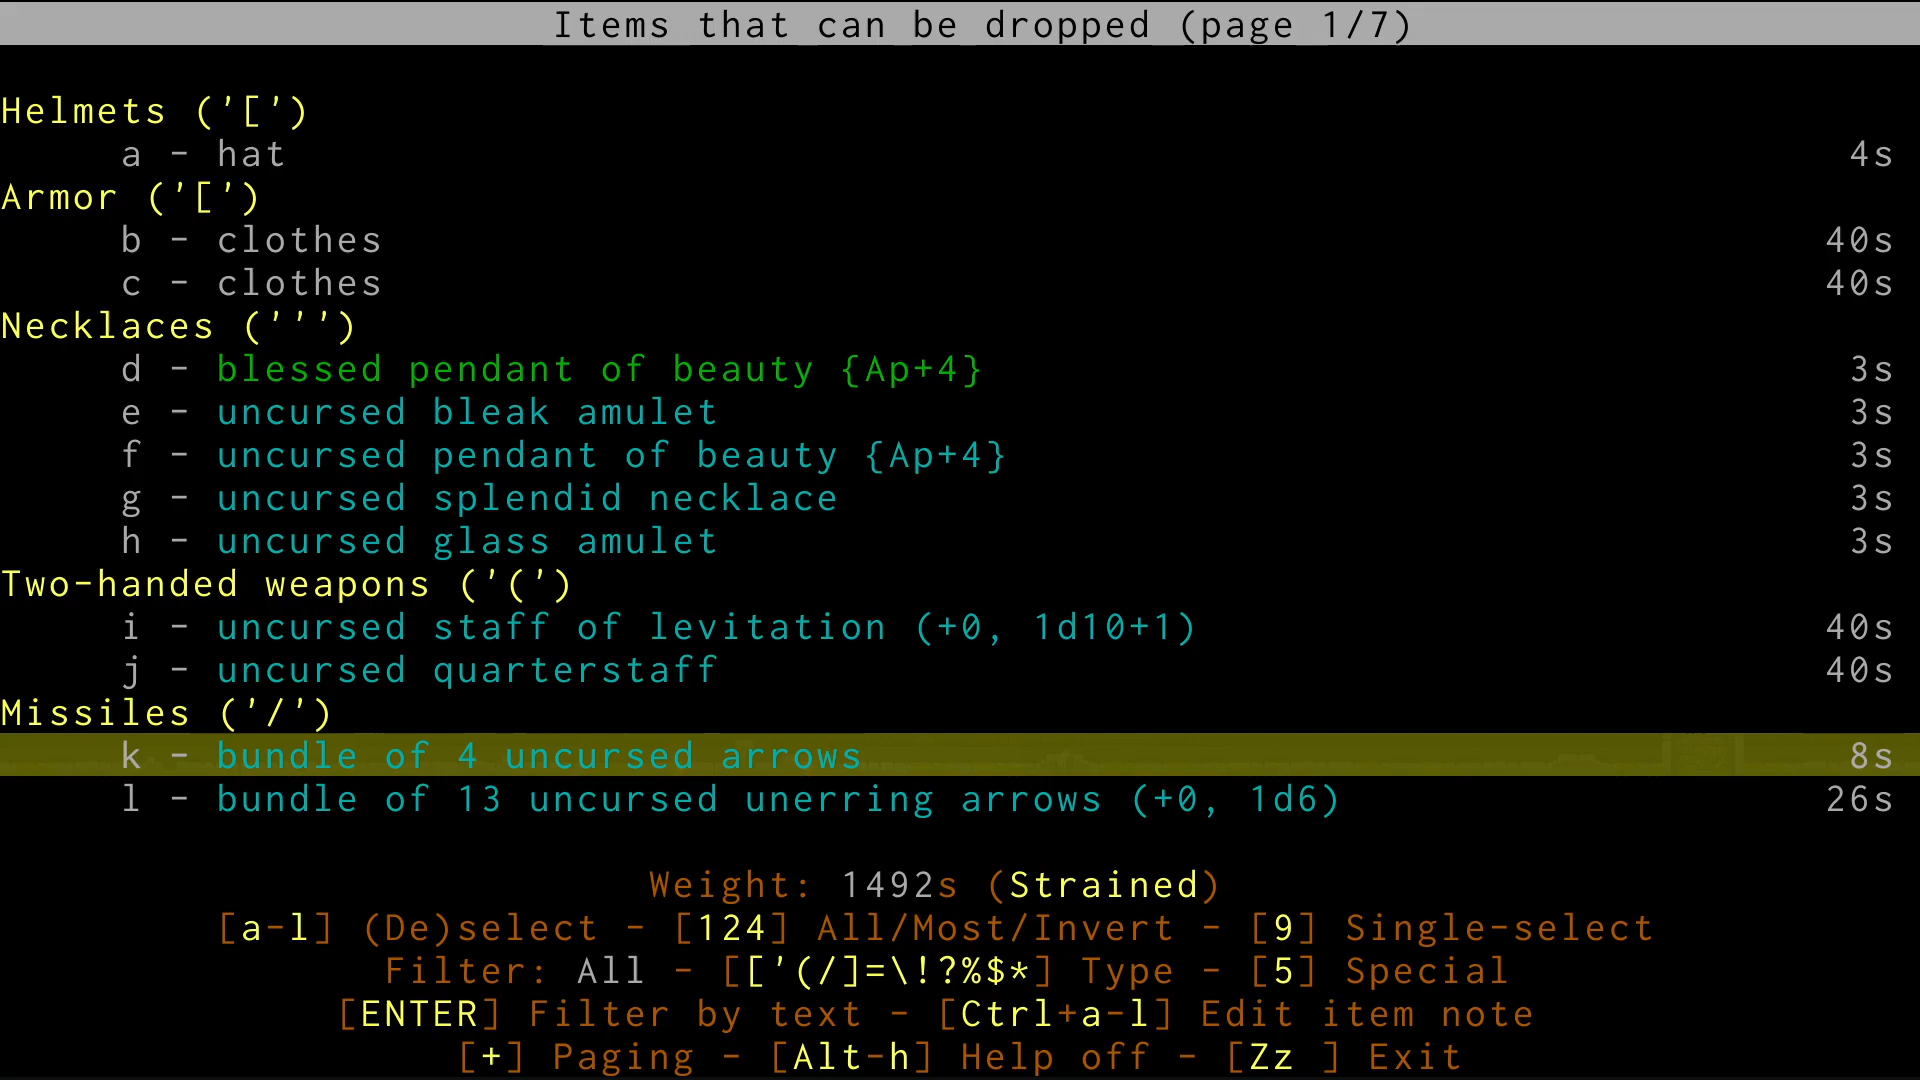 Items that can be dropped (page 1/7)
Helmets ('[')
a - hat 4s
Armor ('[')
b - clothes 40s
c - clothes 40s
Necklaces (''')
d - blessed pendant of beauty {Ap+4} 3s
e - uncursed bleak amulet 3s
f - uncursed pendant of beauty {Ap+4} 3s
g - uncursed splendid necklace 3s
h - uncursed glass amulet 3s
Two-handed weapons ('(')
i - uncursed staff of levitation (+0, 1d10+1) 40s
j - uncursed quarterstaff 40s
Missiles ('/')
k - bundle of 4 uncursed arrows 8s
l - bundle of 13 uncursed unerring arrows (+0, 1d6) 26s
Weight: 1492s (Strained)
[a-l] (De)select - [124] All/Most/Invert - [9] Single-select
Filter: All - [['(/]=\!?%$*] Type - [5] Special
[ENTER] Filter by text - [Ctrl+a-l] Edit item note
[+] Paging - [Alt-h] Help off - [Zz ] Exit